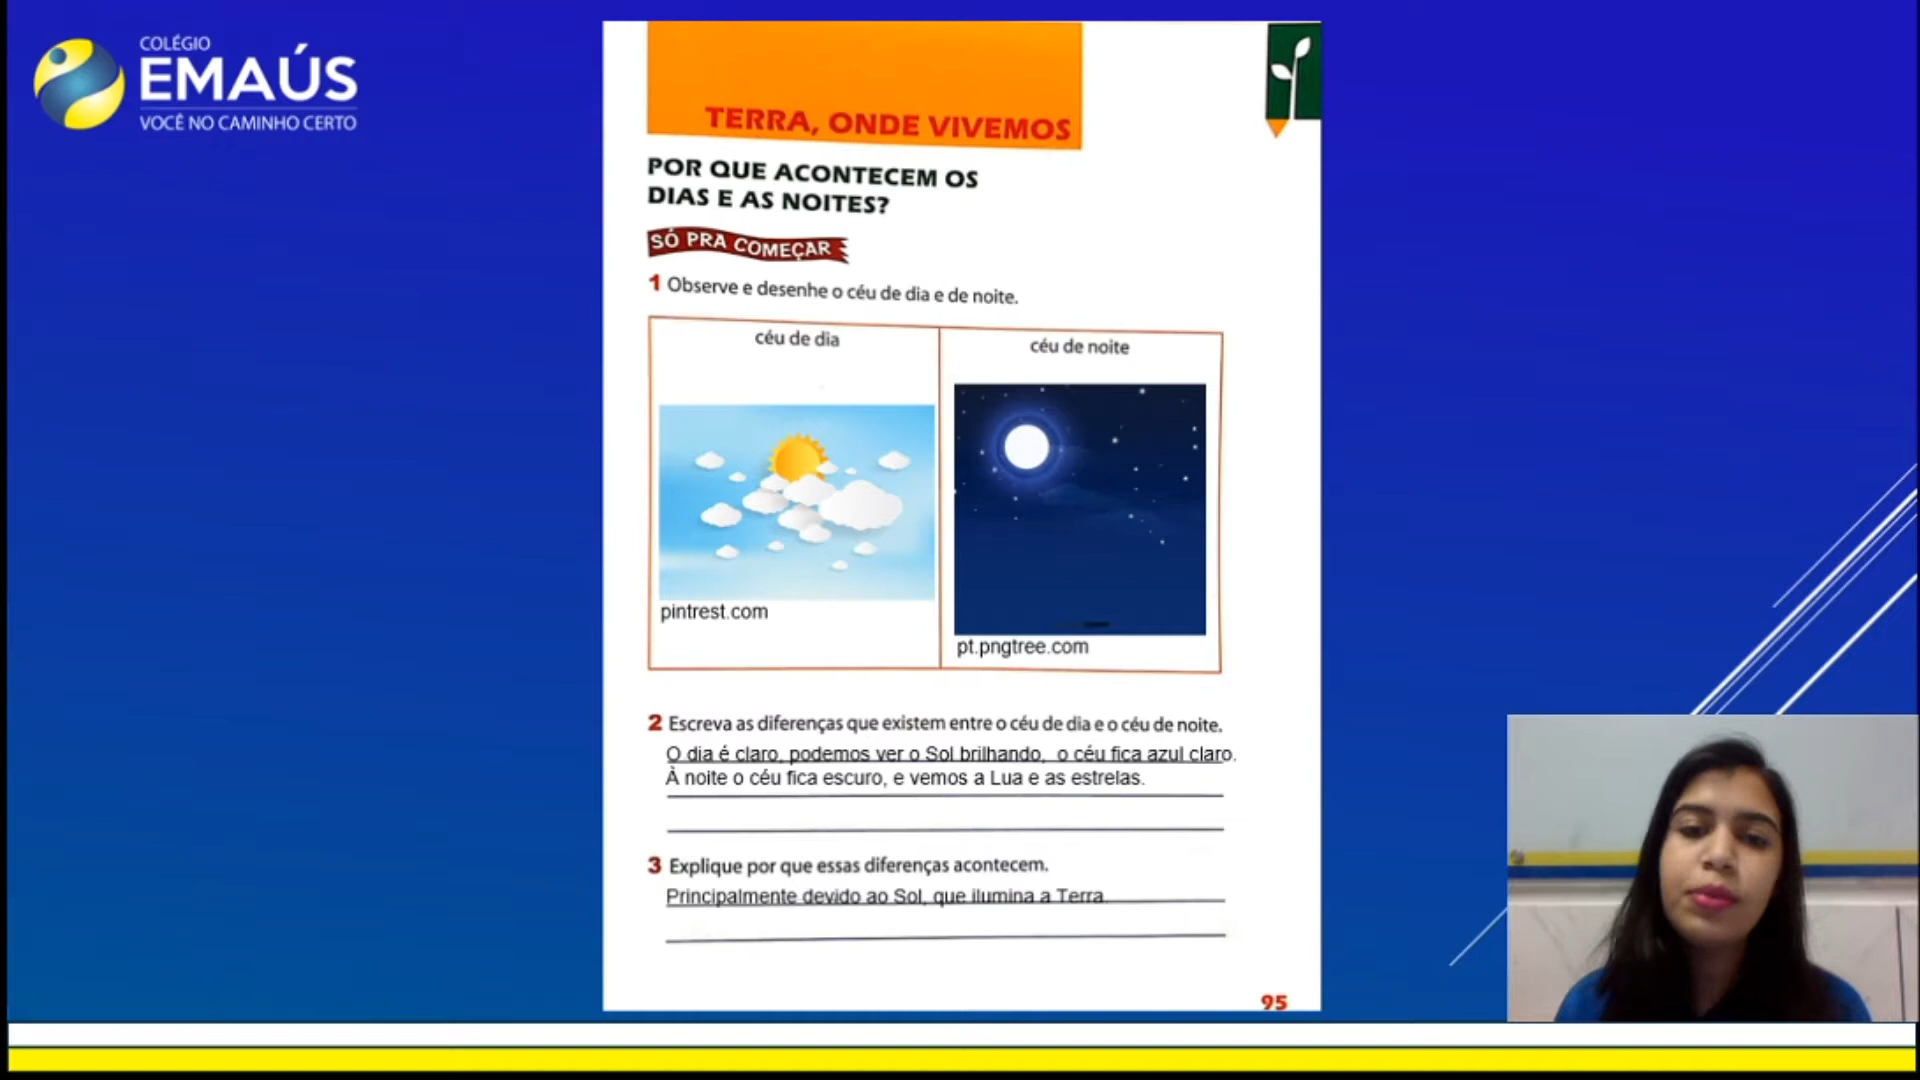 COLÉGIO
EMAÚS
VOCÊ NO CAMINHO CERTO
TERRA, ONDE VIVEMOS
POR QUE ACONTECEM OS
DIAS E AS NOITES?
SÓ PRA COMEÇAR
1 Observe e desenhe o céu de dia e de noite.
céu de dia
céu de noite
pintrest.com
pt.pngtree.com
2 Escreva as diferenças que existem entre o céu de dia e o céu de noite.
O dia é claro, podemos ver o Sol brilhando, o céu fica azul claro.
À noite o céu fica escuro, e vemos a Lua e as estrelas.
3 Explique por que essas diferenças acontecem.
Principalmente devido ao Sol, que ilumina a Terra.
95